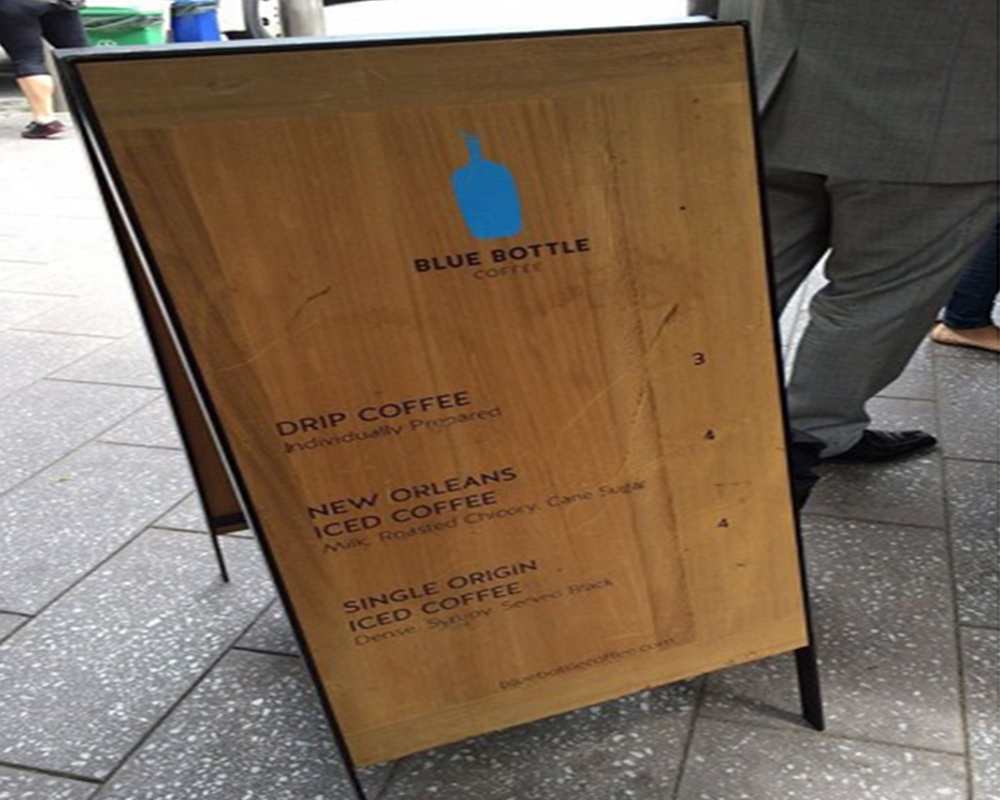 BLUE BOTTLE
COFFEE
DRIP COFFEE 3
Individually Prepared
NEW ORLEANS 4
ICED COFFEE
Milk, Roasted Chicory, Cane Sugar
SINGLE ORIGIN 4
ICED COFFEE
Dense, Syrupy, Served Black
bluebottlecoffee.com